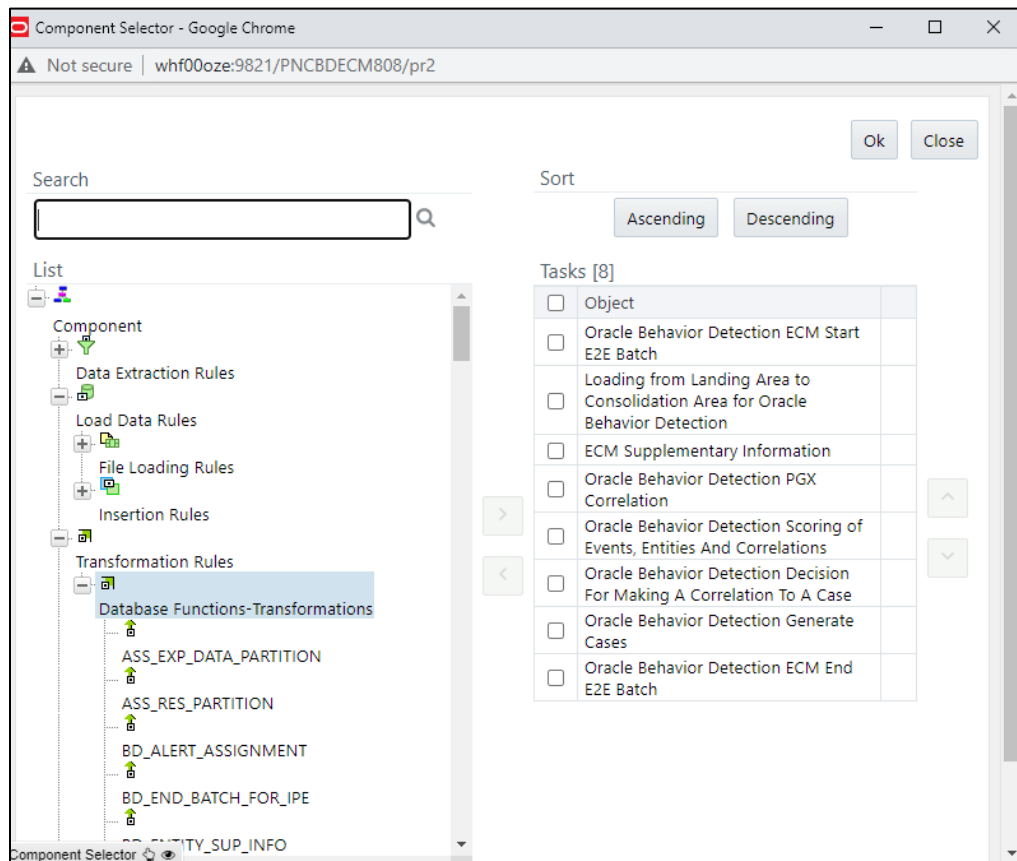 Component Selector - Google Chrome
Not secure | whf00oze:9821/PNCBDECM808/pr2
Ok
Close
Search
Sort
Ascending
Descending
List
Component
Data Extraction Rules
Load Data Rules
File Loading Rules
Insertion Rules
Transformation Rules
Database Functions-Transformations
ASS_EXP_DATA_PARTITION
ASS_RES_PARTITION
BD_ALERT_ASSIGNMENT
BD_END_BATCH_FOR_IPE
BD_ENTITY_SUP_INFO
Tasks [8]
Object
Oracle Behavior Detection ECM Start
E2E Batch
Loading from Landing Area to
Consolidation Area for Oracle
Behavior Detection
ECM Supplementary Information
Oracle Behavior Detection PGX
Correlation
Oracle Behavior Detection Scoring of
Events, Entities And Correlations
Oracle Behavior Detection Decision
For Making A Correlation To A Case
Oracle Behavior Detection Generate
Cases
Oracle Behavior Detection ECM End
E2E Batch
Component Selector